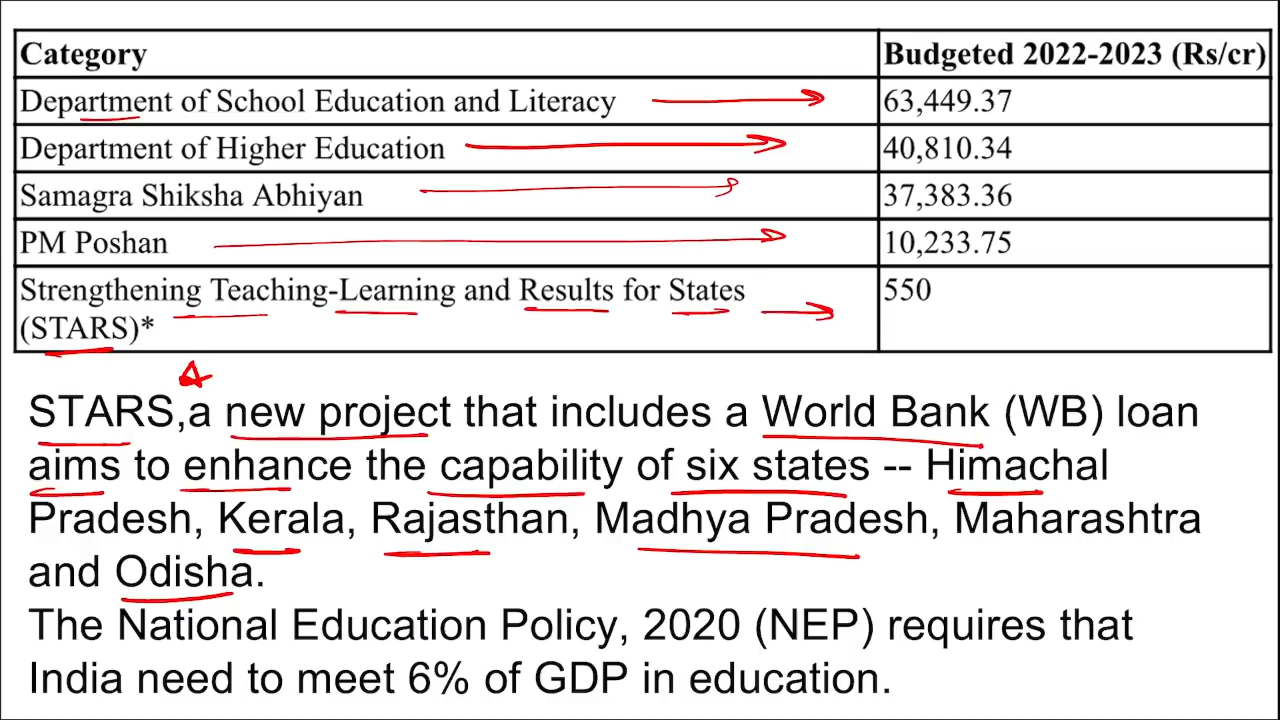 Category Budgeted 2022-2023 (Rs/cr)
Department of School Education and Literacy 63,449.37
Department of Higher Education 40,810.34
Samagra Shiksha Abhiyan 37,383.36
PM Poshan 10,233.75
Strengthening Teaching-Learning and Results for States 550
(STARS)*
STARS,a new project that includes a World Bank (WB) loan
aims to enhance the capability of six states -- Himachal
Pradesh, Kerala, Rajasthan, Madhya Pradesh, Maharashtra
and Odisha.
The National Education Policy, 2020 (NEP) requires that
India need to meet 6% of GDP in education.